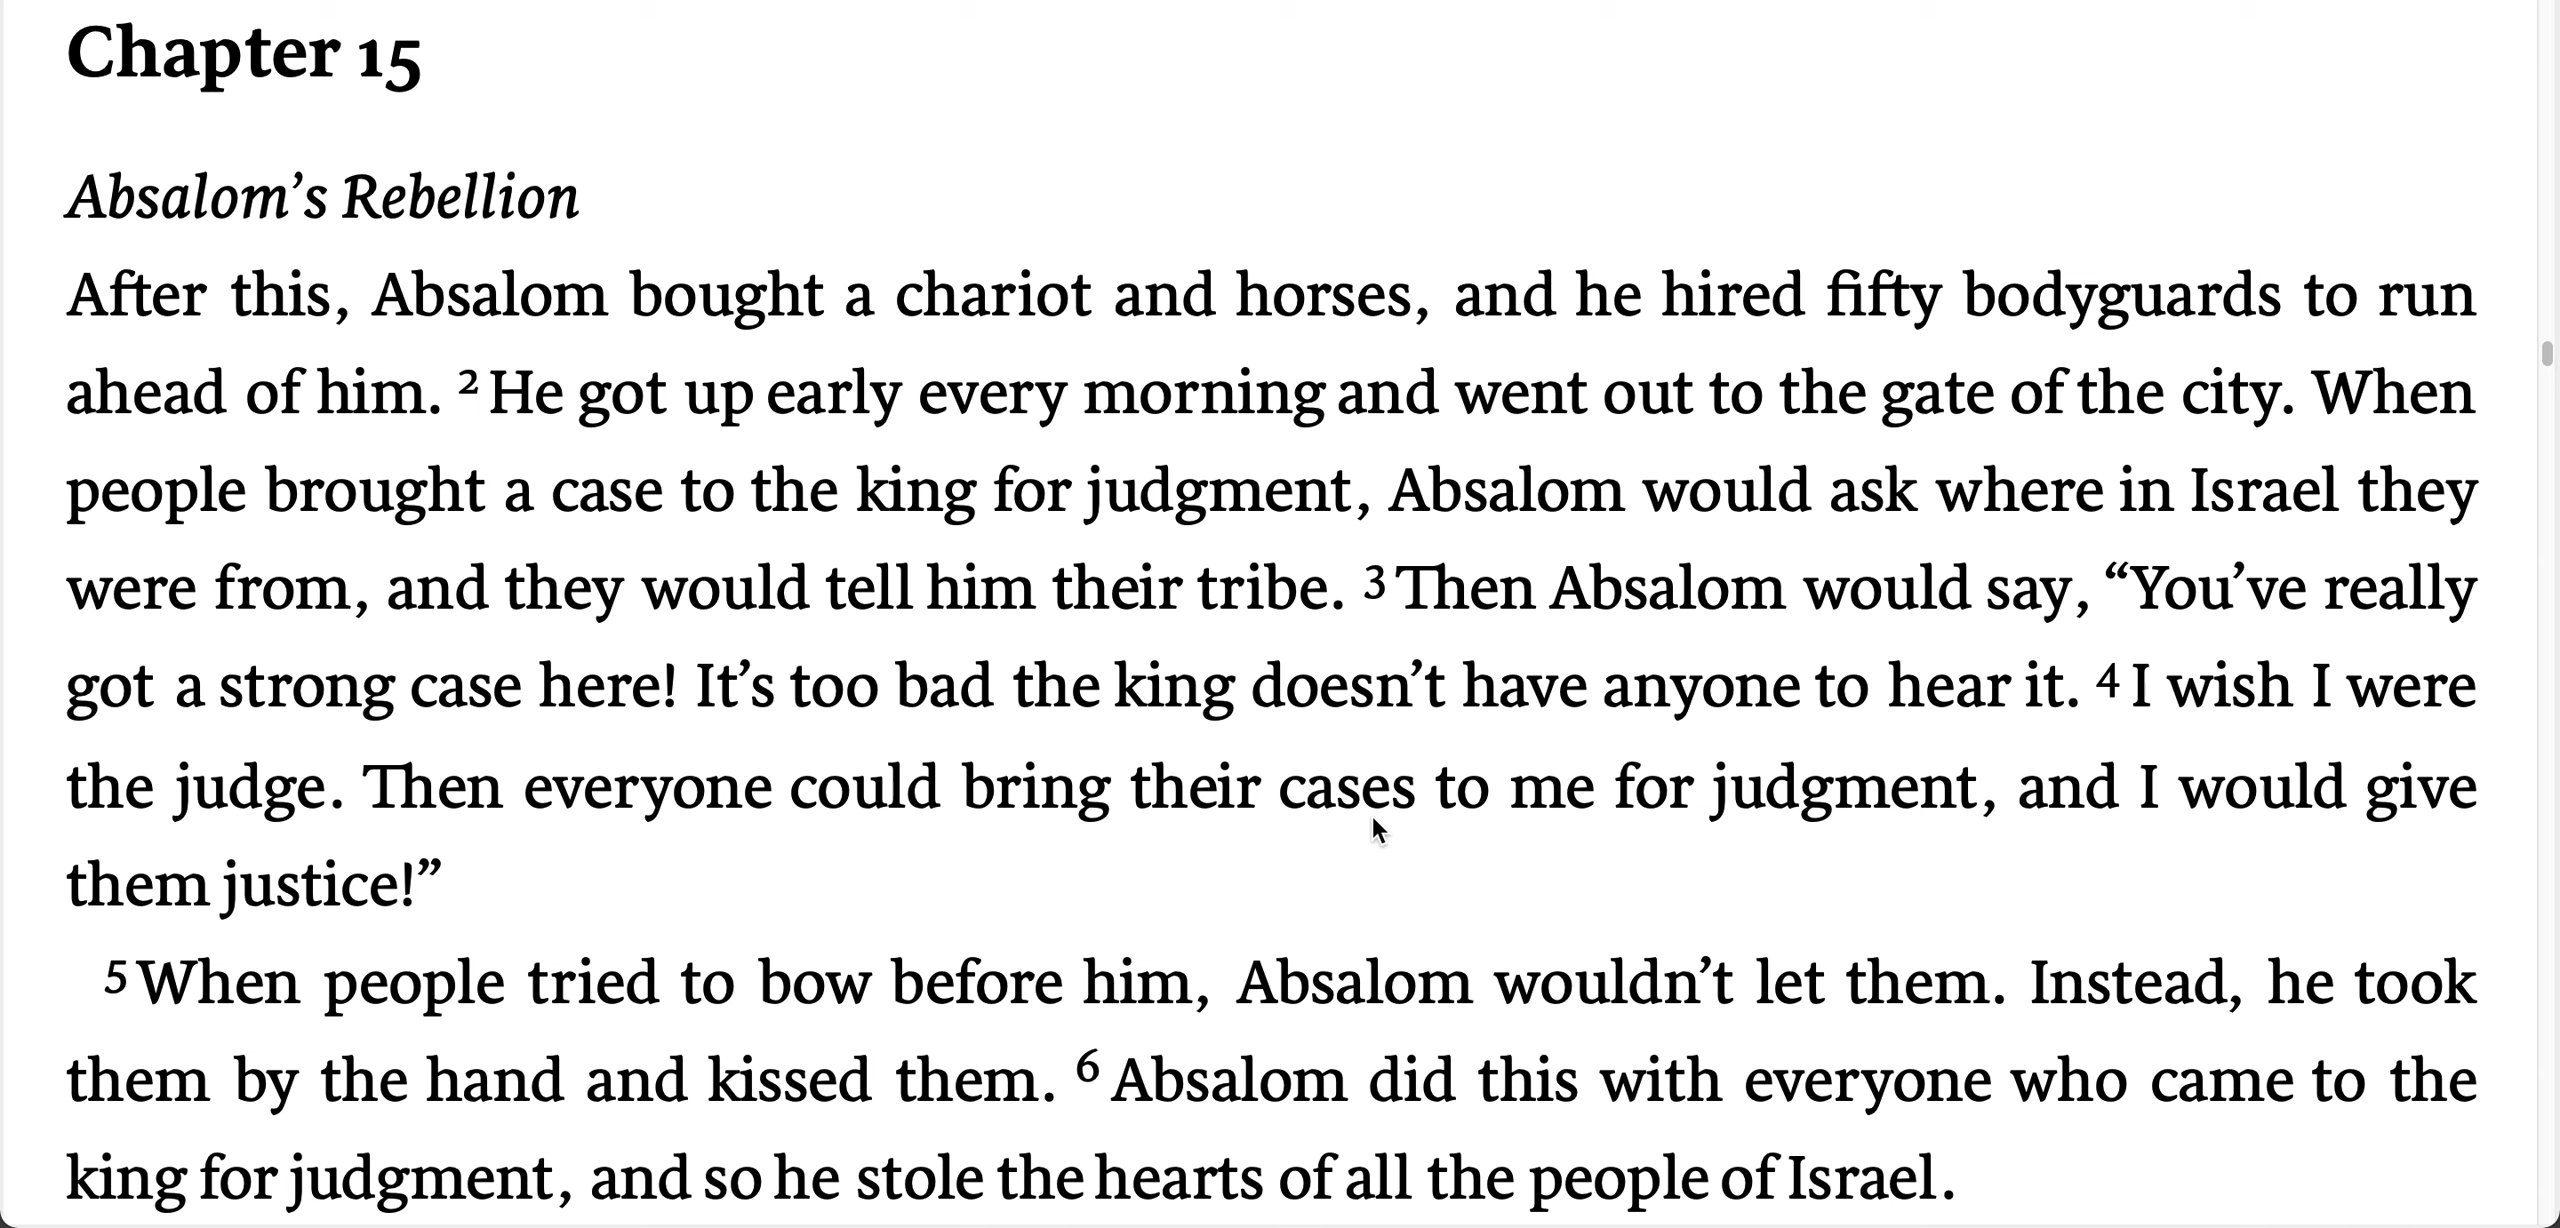 Chapter 15
Absalom’s Rebellion
After this, Absalom bought a chariot and horses, and he hired fifty bodyguards to run
ahead of him. ² He got up early every morning and went out to the gate of the city. When
people brought a case to the king for judgment, Absalom would ask where in Israel they
were from, and they would tell him their tribe. ³ Then Absalom would say, “You’ve really
got a strong case here! It’s too bad the king doesn’t have anyone to hear it. ⁴ I wish I were
the judge. Then everyone could bring their cases to me for judgment, and I would give
them justice!”
⁵ When people tried to bow before him, Absalom wouldn’t let them. Instead, he took
them by the hand and kissed them. ⁶ Absalom did this with everyone who came to the
king for judgment, and so he stole the hearts of all the people of Israel.